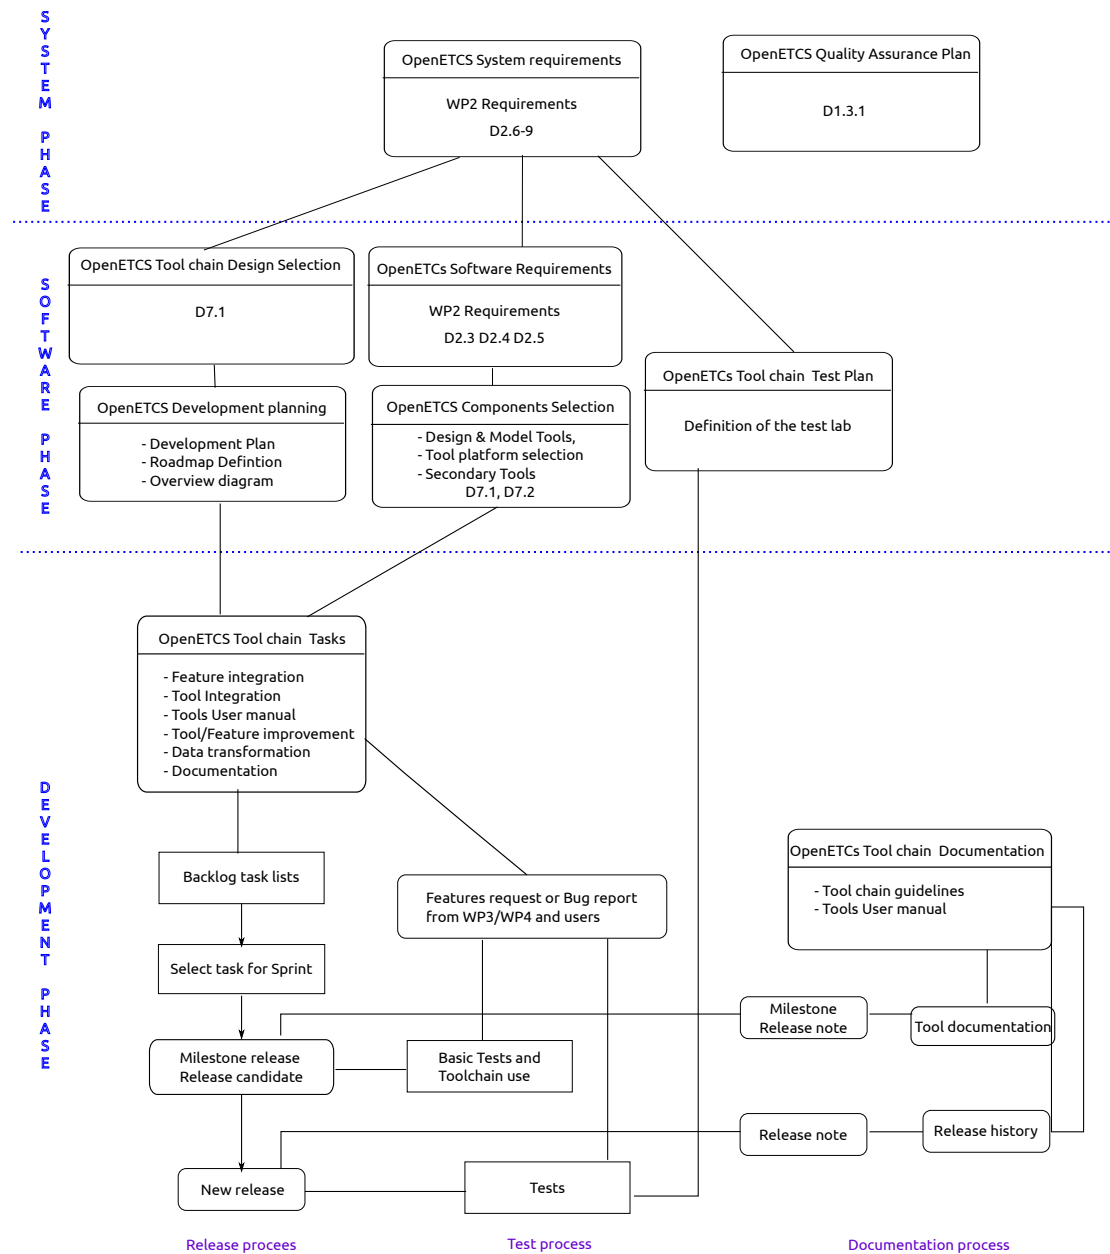 SYSTEM PHASE
OpenETCS System requirements
WP2 Requirements
D2.6-9
OpenETCS Quality Assurance Plan
D1.3.1
SOFTWARE PHASE
OpenETCS Tool chain Design Selection
D7.1
OpenETCs Software Requirements
WP2 Requirements
D2.3 D2.4 D2.5
OpenETCs Tool chain  Test Plan
Definition of the test lab
OpenETCS Development planning
- Development Plan
- Roadmap Defintion
- Overview diagram
OpenETCS Components Selection
- Design & Model Tools,
- Tool platform selection
- Secondary Tools
D7.1, D7.2
DEVELOPMENT PHASE
OpenETCS Tool chain  Tasks
- Feature integration
- Tool Integration
- Tools User manual
- Tool/Feature improvement
- Data transformation
- Documentation
Backlog task lists
Features request or Bug report
from WP3/WP4 and users
OpenETCs Tool chain  Documentation
- Tool chain guidelines
- Tools User manual
Select task for Sprint
Milestone
Release note
Tool documentation
Milestone release
Release candidate
Basic Tests and
Toolchain use
Release note
Release history
New release
Tests
Release procees
Test process
Documentation process